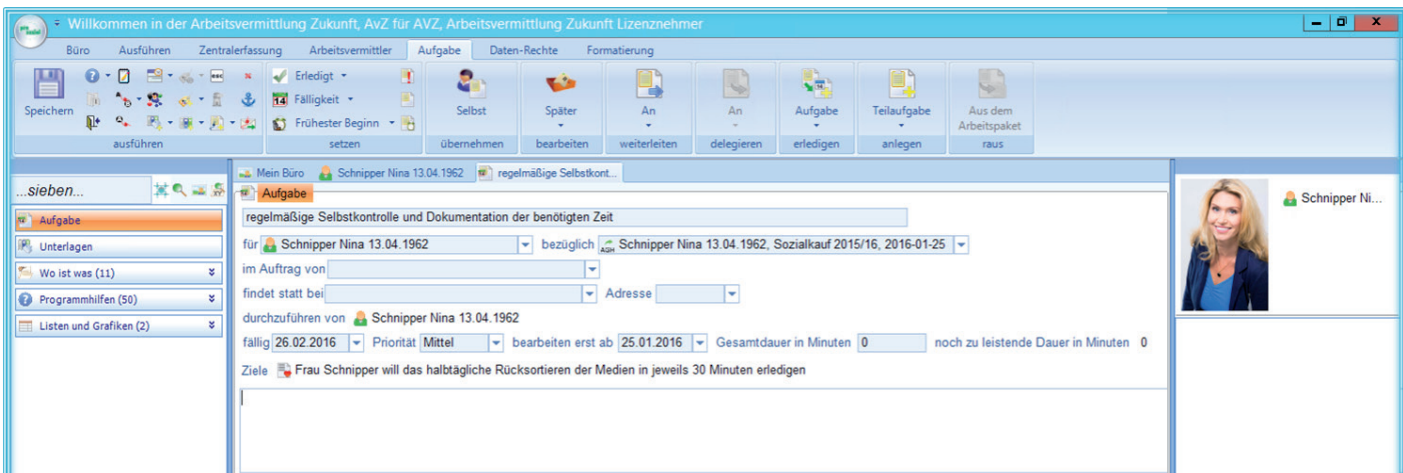 Willkommen in der Arbeitsvermittlung Zukunft, AvZ für AVZ, Arbeitsvermittlung Zukunft Lizenznehmer
Büro Ausführen Zentralerfassung Arbeitsvermittler Aufgabe Daten-Rechte Formatierung
Speichern
ausführen
Erledigt
14 Fälligkeit
Frühester Beginn
setzen
Selbst
übernehmen
Später
bearbeiten
An
weiterleiten
An
delegieren
Aufgabe
erledigen
Teilaufgabe
anlegen
Aus dem
Arbeitspaket
raus
...sieben...
Aufgabe
Unterlagen
Wo ist was (11)
Programmhilfen (50)
Listen und Grafiken (2)
Mein Büro Schnipper Nina 13.04.1962 regelmäßige Selbstkont...
Aufgabe
regelmäßige Selbstkontrolle und Dokumentation der benötigten Zeit
für Schnipper Nina 13.04.1962 bezüglich AGH Schnipper Nina 13.04.1962, Sozialkauf 2015/16, 2016-01-25
im Auftrag von
findet statt bei Adresse
durchzuführen von Schnipper Nina 13.04.1962
fällig 26.02.2016 Priorität Mittel bearbeiten erst ab 25.01.2016 Gesamtdauer in Minuten 0 noch zu leistende Dauer in Minuten 0
Ziele Frau Schnipper will das halbtägliche Rücksortieren der Medien in jeweils 30 Minuten erledigen
Schnipper Ni...